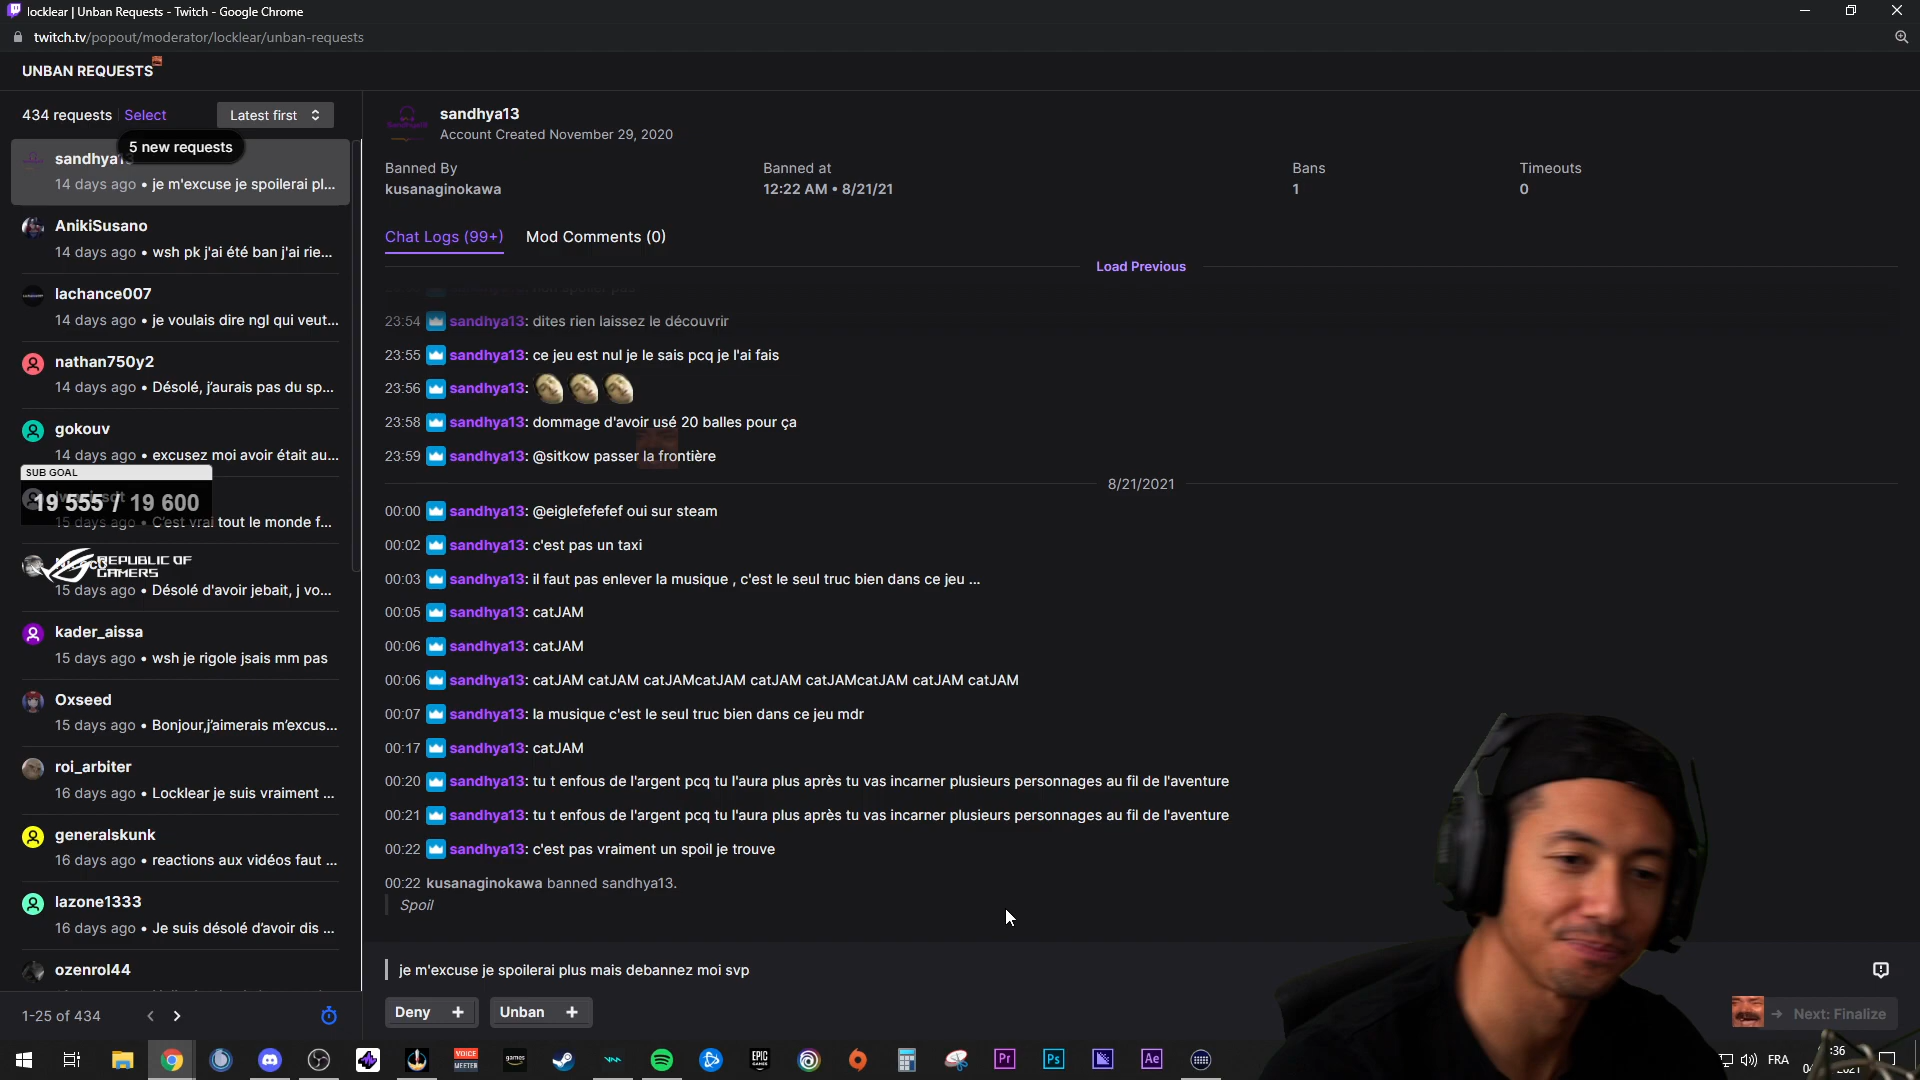 locklear | Unban Requests - Twitch - Google Chrome
twitch.tv/popout/moderator/locklear/unban-requests
UNBAN REQUESTS
434 requests
Select
Latest first
5 new requests
14 days ago • je m'excuse je spoilerai pl...
AnikiSusano
14 days ago • wsh pk j'ai été ban j'ai rie...
lachance007
14 days ago • je voulais dire ngl qui veut...
nathan750y2
14 days ago • Désolé, j'aurais pas du sp...
gokouv
14 days ago • excusez moi avoir était au...
SUB GOAL
19 555 / 19 600
15 days ago • C'est vrai tout le monde f...
REPUBLIC OF
GAMERS
15 days ago • Désolé d'avoir jebait, j vo...
kader_aissa
15 days ago • wsh je rigole jsais mm pas
Oxseed
15 days ago • Bonjour,j'aimerais m'excus...
roi_arbiter
16 days ago • Locklear je suis vraiment ...
generalskunk
16 days ago • reactions aux vidéos faut ...
lazone1333
16 days ago • Je suis désolé d'avoir dis ...
ozenrol44
1-25 of 434
sandhya13
Account Created November 29, 2020
Banned By
kusanaginokawa
Banned at
12:22 AM • 8/21/21
Bans
1
Timeouts
0
Chat Logs (99+)
Mod Comments (0)
Load Previous
23:54 sandhya13: dites rien laissez le découvrir
23:55 sandhya13: ce jeu est nul je le sais pcq je l'ai fais
23:56 sandhya13:
23:58 sandhya13: dommage d'avoir usé 20 balles pour ça
23:59 sandhya13: @sitkow passer la frontière
8/21/2021
00:00 sandhya13: @eiglefefefef oui sur steam
00:02 sandhya13: c'est pas un taxi
00:03 sandhya13: il faut pas enlever la musique , c'est le seul truc bien dans ce jeu ...
00:05 sandhya13: catJAM
00:06 sandhya13: catJAM
00:06 sandhya13: catJAM catJAM catJAMcatJAM catJAM catJAMcatJAM catJAM catJAM
00:07 sandhya13: la musique c'est le seul truc bien dans ce jeu mdr
00:17 sandhya13: catJAM
00:20 sandhya13: tu t enfous de l'argent pcq tu l'aura plus après tu vas incarner plusieurs personnages au fil de l'aventure
00:21 sandhya13: tu t enfous de l'argent pcq tu l'aura plus après tu vas incarner plusieurs personnages au fil de l'aventure
00:22 sandhya13: c'est pas vraiment un spoil je trouve
00:22 kusanaginokawa banned sandhya13.
Spoil
je m'excuse je spoilerai plus mais debannez moi svp
Deny +
Unban +
Next: Finalize
VOICE
MEETER
amazon
GAMES
EPIC
GAMES
Pr
Ps
Ae
FRA
:36